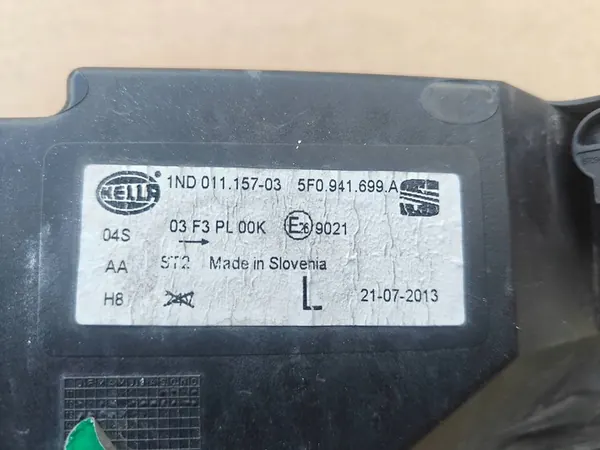 HELLA 1ND 011.157-03 5F0.941.699.A
04S 03 F3 PL 00K E26 9021
AA ST2 Made in Slovenia
H8 L 21-07-2013